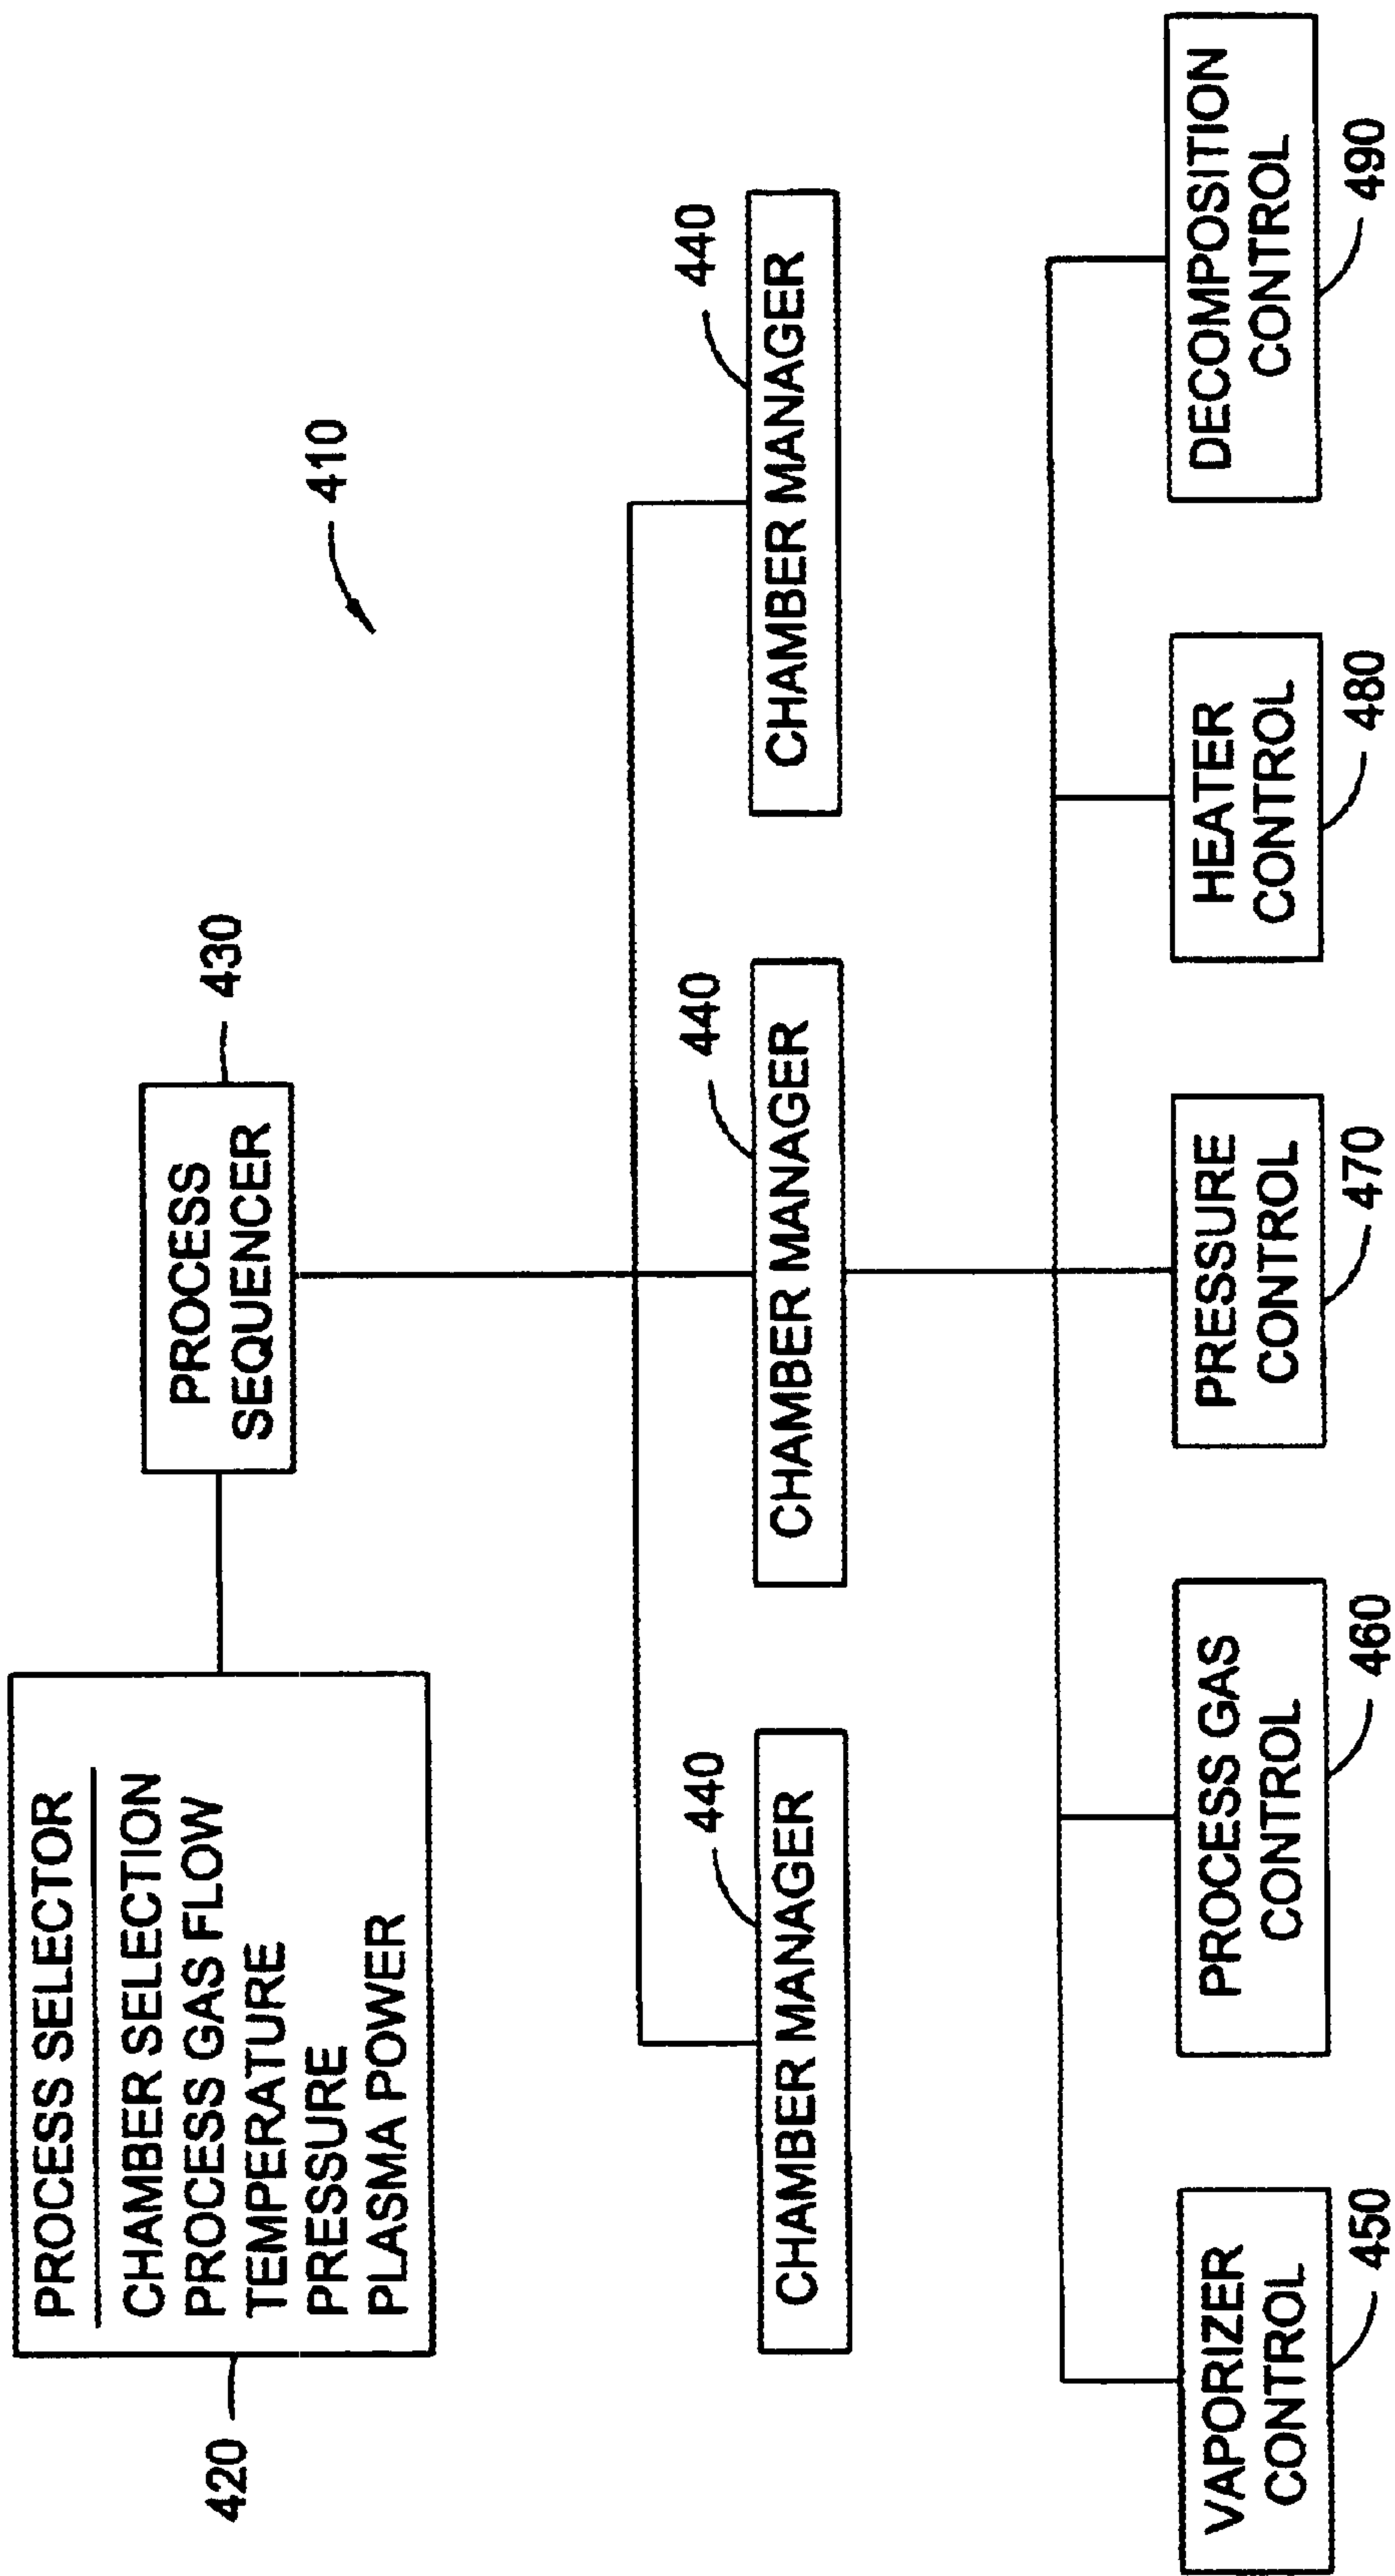 410
PROCESS SELECTOR
CHAMBER SELECTION
PROCESS GAS FLOW
TEMPERATURE
PRESSURE
PLASMA POWER
420
PROCESS
SEQUENCER
430
CHAMBER MANAGER
440
CHAMBER MANAGER
440
CHAMBER MANAGER
440
VAPORIZER
CONTROL
450
PROCESS GAS
CONTROL
460
PRESSURE
CONTROL
470
HEATER
CONTROL
480
DECOMPOSITION
CONTROL
490